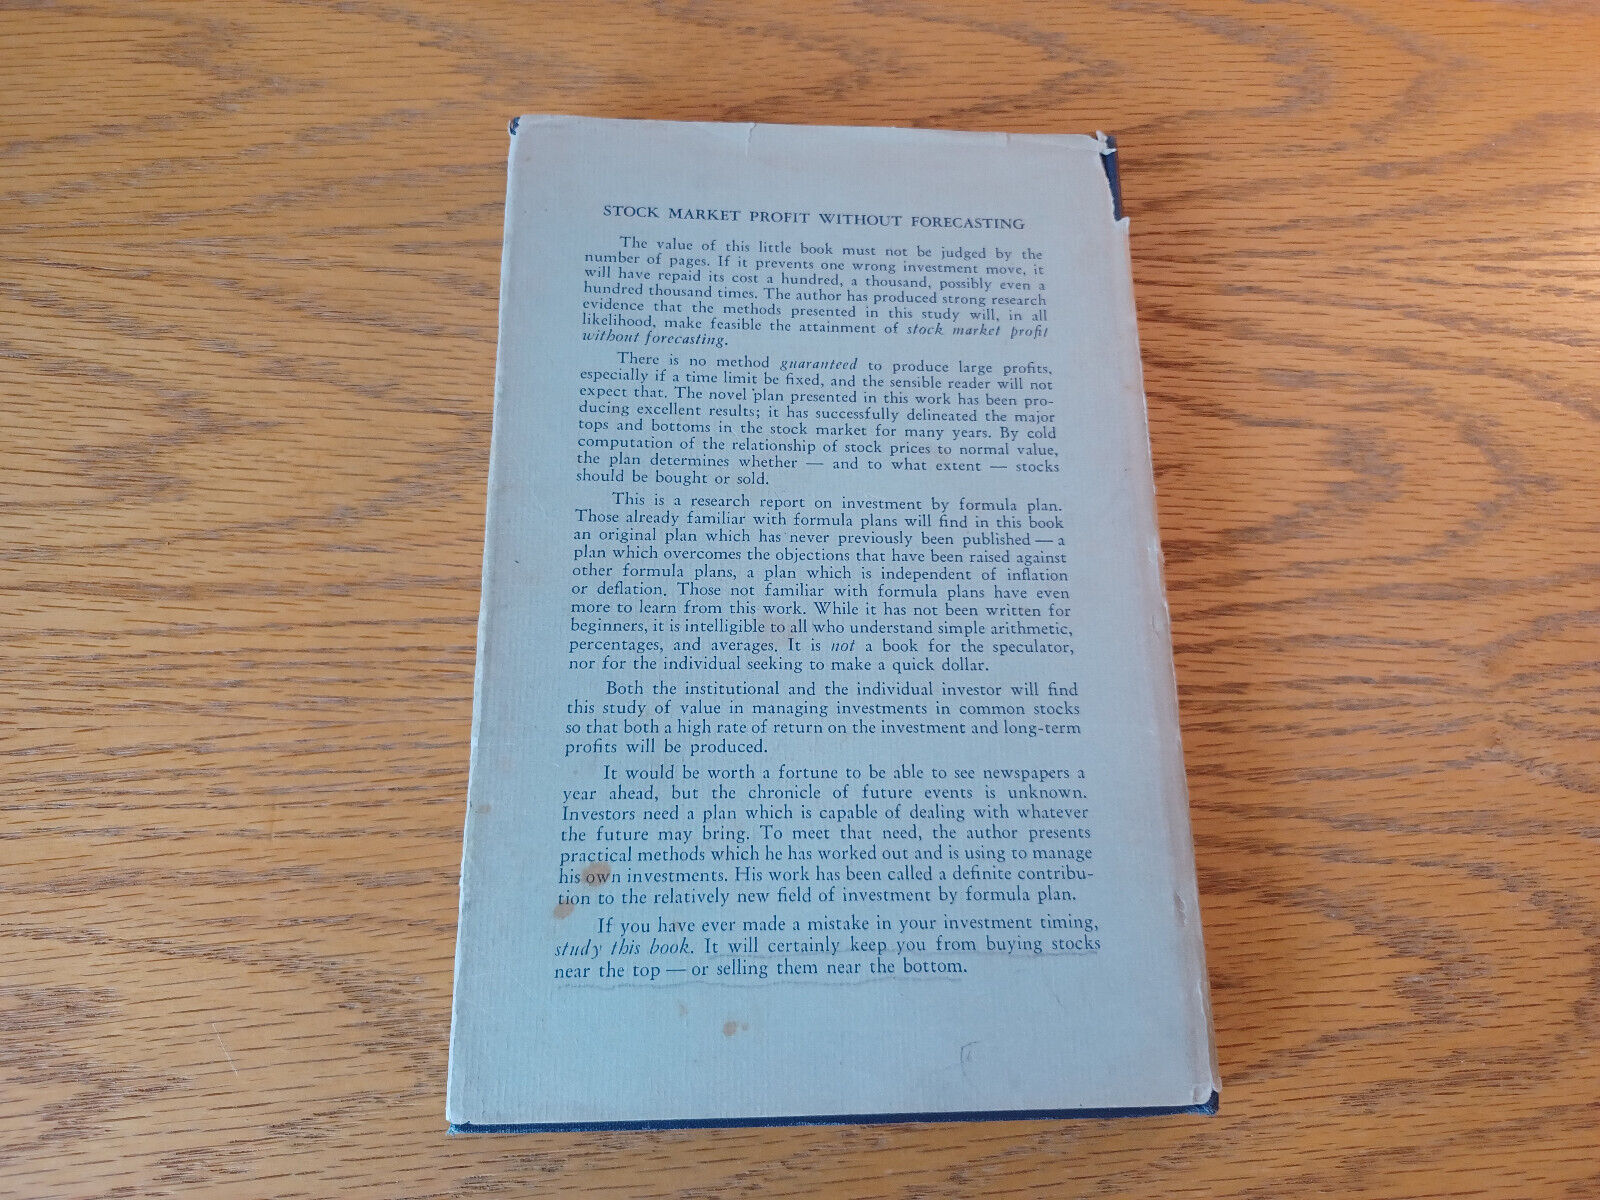 STOCK MARKET PROFIT WITHOUT FORECASTING
The value of this little book must not be judged by the
number of pages. If it prevents one wrong investment move, it
will have repaid its cost a hundred, a thousand, possibly even a
hundred thousand times. The author has produced strong research
evidence that the methods presented in this study will, in all
likelihood, make feasible the attainment of stock market profit
without forecasting.
There is no method guaranteed to produce large profits,
especially if a time limit be fixed, and the sensible reader will not
expect that. The novel plan presented in this work has been pro-
ducing excellent results; it has successfully delineated the major
tops and bottoms in the stock market for many years. By cold
computation of the relationship of stock prices to normal value,
the plan determines whether — and to what extent — stocks
should be bought or sold.
This is a research report on investment by formula plan.
Those already familiar with formula plans will find in this book
an original plan which has never previously been published — a
plan which overcomes the objections that have been raised against
other formula plans, a plan which is independent of inflation
or deflation. Those not familiar with formula plans have even
more to learn from this work. While it has not been written for
beginners, it is intelligible to all who understand simple arithmetic,
percentages, and averages. It is not a book for the speculator,
nor for the individual seeking to make a quick dollar.
Both the institutional and the individual investor will find
this study of value in managing investments in common stocks
so that both a high rate of return on the investment and long-term
profits will be produced.
It would be worth a fortune to be able to see newspapers a
year ahead, but the chronicle of future events is unknown.
Investors need a plan which is capable of dealing with whatever
the future may bring. To meet that need, the author presents
practical methods which he has worked out and is using to manage
his own investments. His work has been called a definite contribu-
tion to the relatively new field of investment by formula plan.
If you have ever made a mistake in your investment timing,
study this book. It will certainly keep you from buying stocks
near the top — or selling them near the bottom.